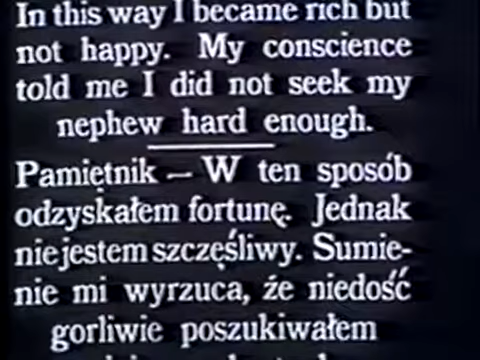 In this way I became rich but
not happy. My conscience
told me I did not seek my
nephew hard enough.
Pamiętnik — W ten sposób
odzyskałem fortunę. Jednak
nie jestem szczęśliwy. Sumie-
nie mi wyrzuca, że niedość
gorliwie poszukiwałem